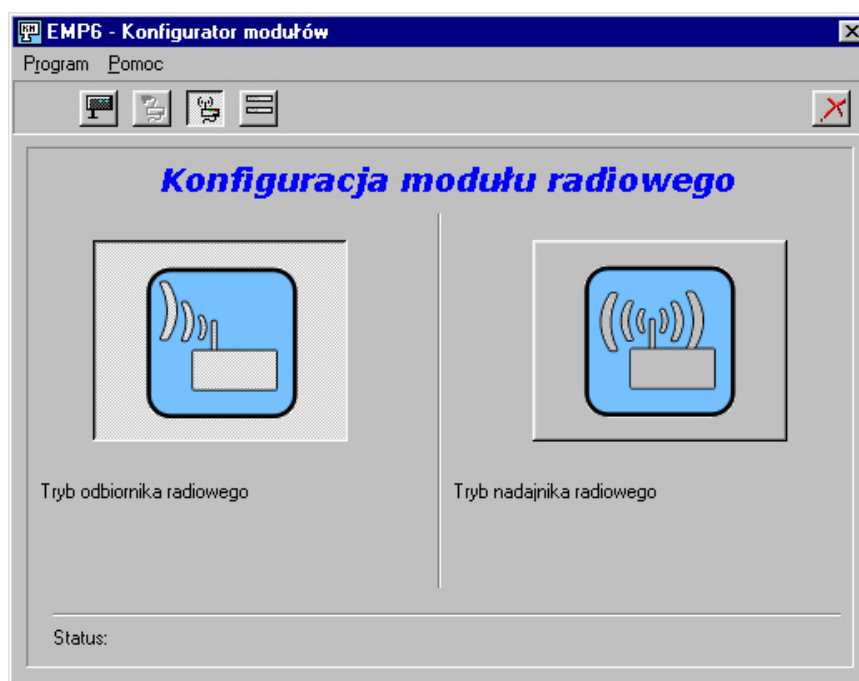 EMP6 - Konfigurator modułów
Program Pomoc
Konfiguracja modułu radiowego
Tryb odbiornika radiowego
Tryb nadajnika radiowego
Status: